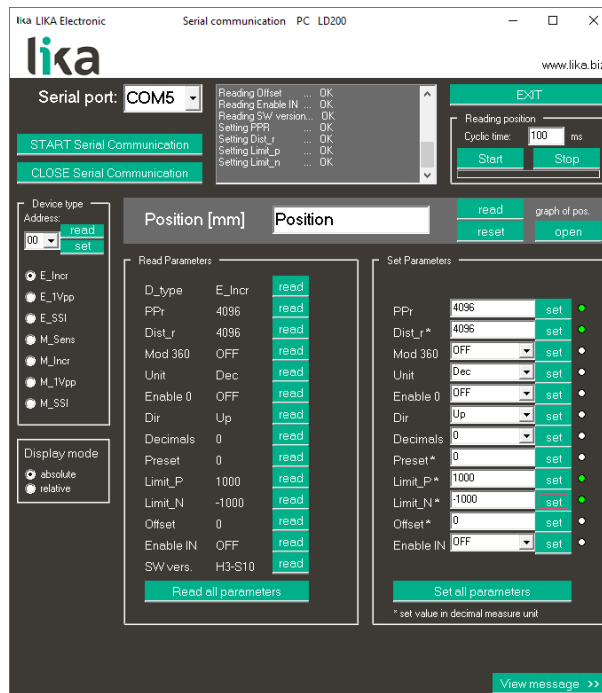 lika LIKA Electronic
Serial communication PC LD200
lika
www.lika.biz
Serial port: COM5
START Serial Communication
CLOSE Serial Communication
Reading Offset ... OK
Reading Enable IN ... OK
Reading SW version... OK
Setting PPR ... OK
Setting Dist_r ... OK
Setting Limit_p ... OK
Setting Limit_n ... OK
EXIT
Reading position
Cyclic time: 100 ms
Start Stop
Device type
Address:
00 read
set
E_Incr
E_1Vpp
E_SSI
M_Sens
M_Incr
M_1Vpp
M_SSI
Display mode
absolute
relative
Position [mm] Position
read graph of pos.
reset open
Read Parameters
D_type E_Incr read
PPr 4096 read
Dist_r 4096 read
Mod 360 OFF read
Unit Dec read
Enable 0 OFF read
Dir Up read
Decimals 0 read
Preset 0 read
Limit_P 1000 read
Limit_N -1000 read
Offset 0 read
Enable IN OFF read
SW vers. H3-S10 read
Read all parameters
Set Parameters
PPr 4096 set
Dist_r* 4096 set
Mod 360 OFF set
Unit Dec set
Enable 0 OFF set
Dir Up set
Decimals 0 set
Preset* 0 set
Limit_P* 1000 set
Limit_N* -1000 set
Offset* 0 set
Enable IN OFF set
Set all parameters
* set value in decimal measure unit
View message >>